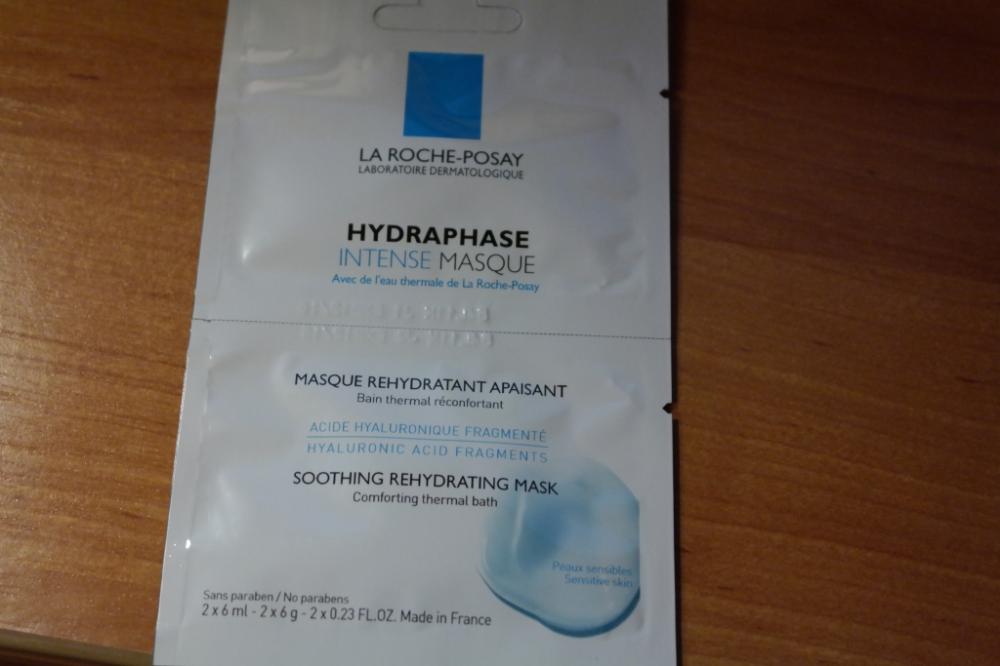 LA ROCHE-POSAY
LABORATOIRE DERMATOLOGIQUE
HYDRAPHASE
INTENSE MASQUE
Avec de l'eau thermale de La Roche-Posay
MASQUE REHYDRATANT APAISANT
Bain thermal réconfortant
ACIDE HYALURONIQUE FRAGMENTÉ
HYALURONIC ACID FRAGMENTS
SOOTHING REHYDRATING MASK
Comforting thermal bath
Peaux sensibles
Sensitive skin
Sans paraben / No parabens
2 x 6 ml - 2 x 6 g - 2 x 0.23 FL.OZ. Made in France